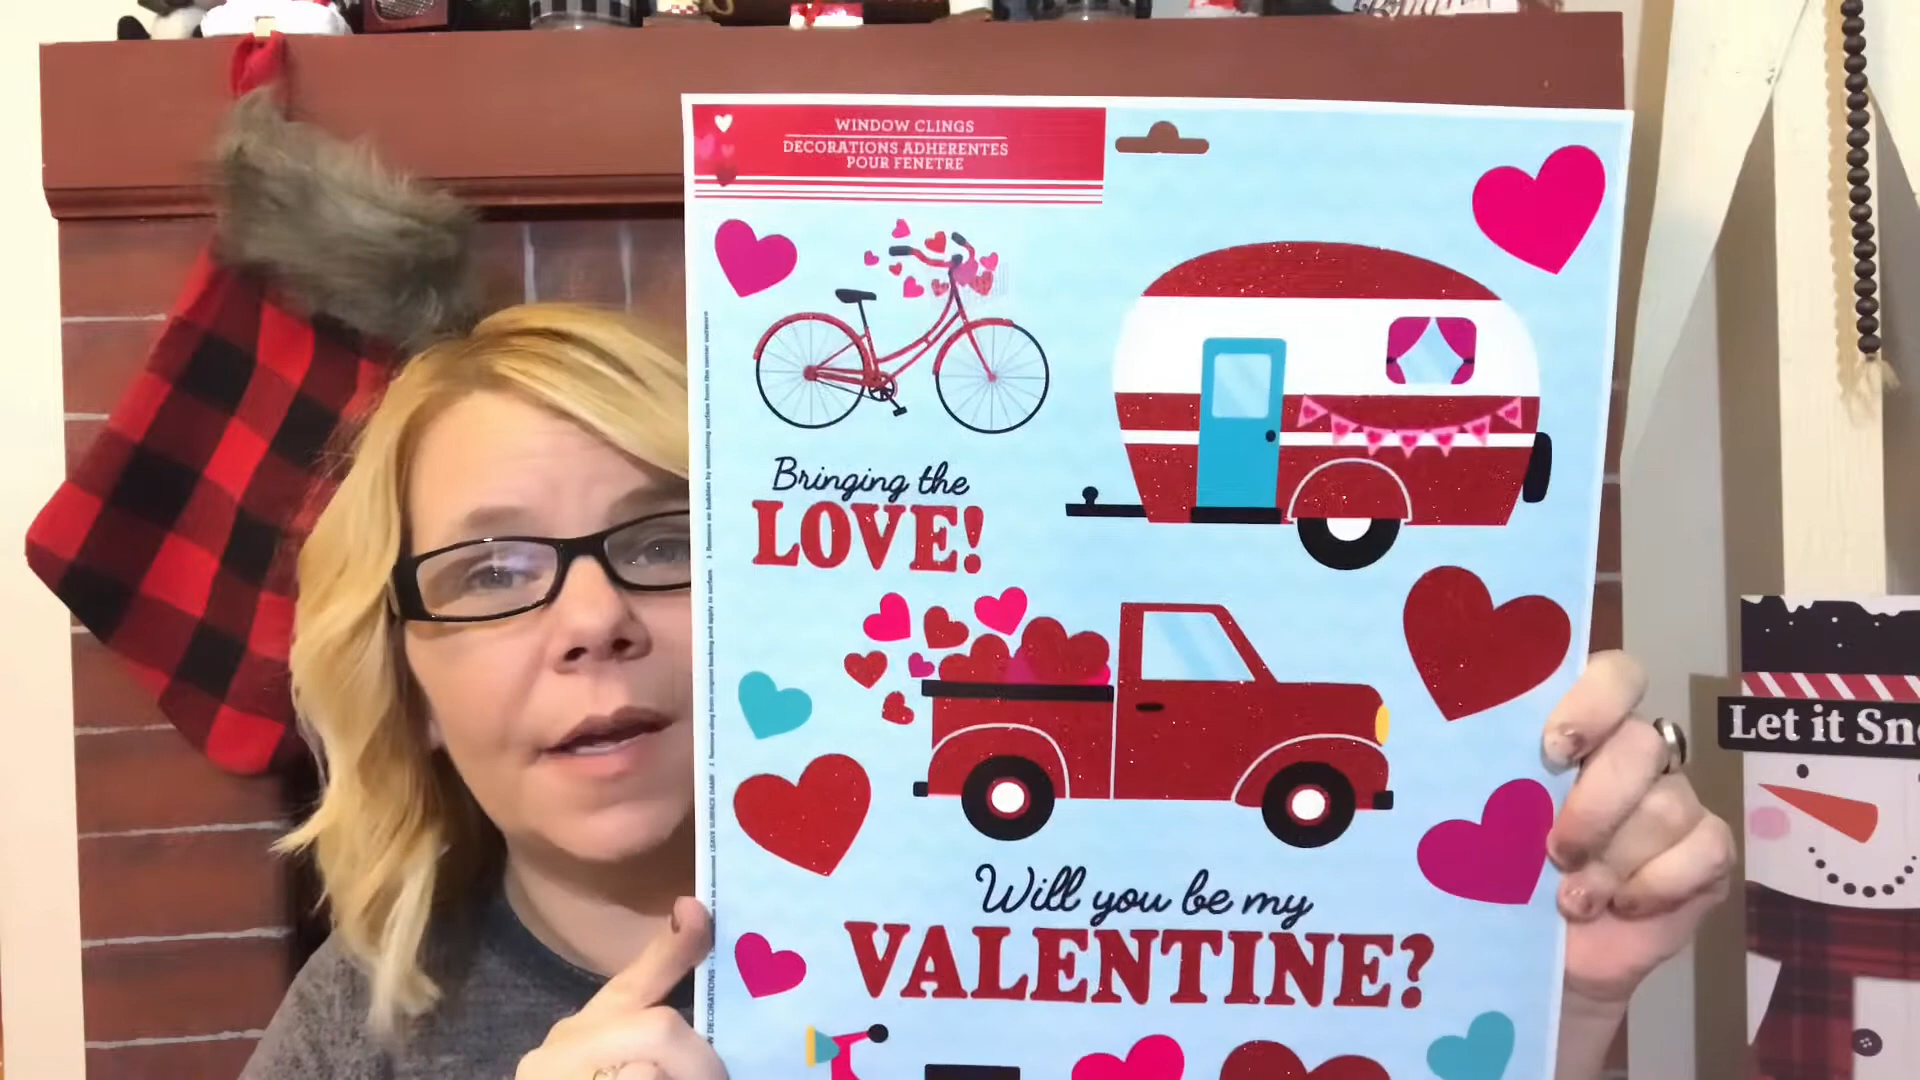 WINDOW CLINGS
DECORATIONS ADHERENTES
POUR FENETRE
Bringing the
LOVE!
Will you be my
VALENTINE?
Let it Sn